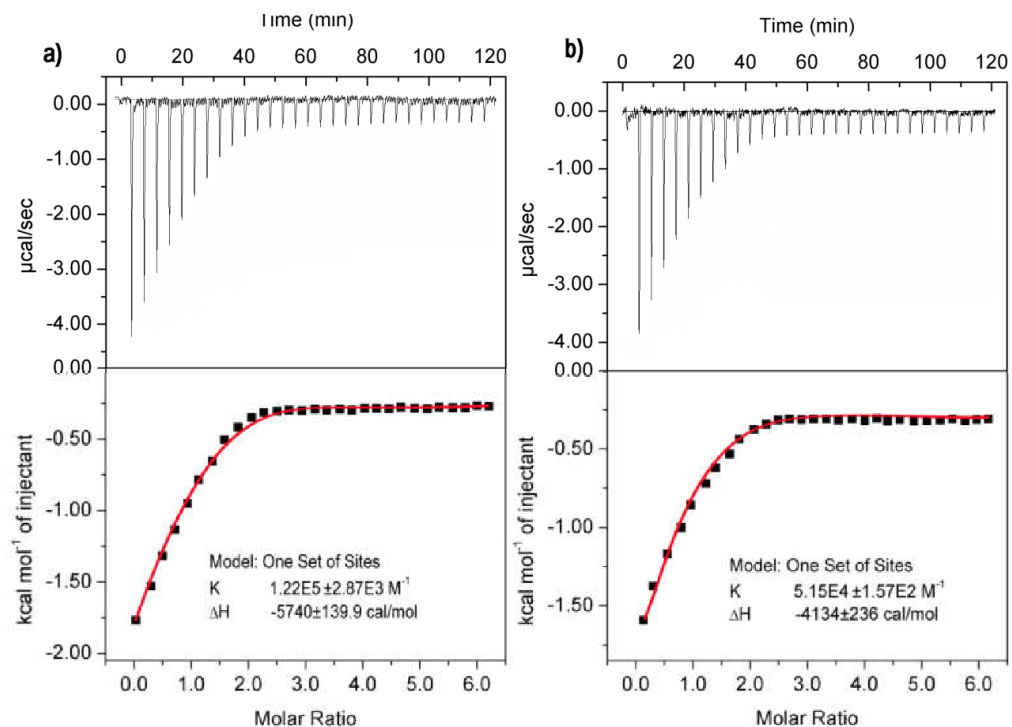 Time (min)
a)
0 20 40 60 80 100 120
0.00
-1.00
-2.00
-3.00
-4.00
µcal/sec
0.00
-0.50
-1.00
-1.50
-2.00
kcal mol⁻¹ of injectant
Model: One Set of Sites
K 1.22E5 ±2.87E3 M⁻¹
ΔH -5740±139.9 cal/mol
0.0 1.0 2.0 3.0 4.0 5.0 6.0
Molar Ratio
Time (min)
b)
0 20 40 60 80 100 120
0.00
-1.00
-2.00
-3.00
-4.00
µcal/sec
0.00
-0.50
-1.00
-1.50
kcal mol⁻¹ of injectant
Model: One Set of Sites
K 5.15E4 ±1.57E2 M⁻¹
ΔH -4134±236 cal/mol
0.0 1.0 2.0 3.0 4.0 5.0 6.0
Molar Ratio